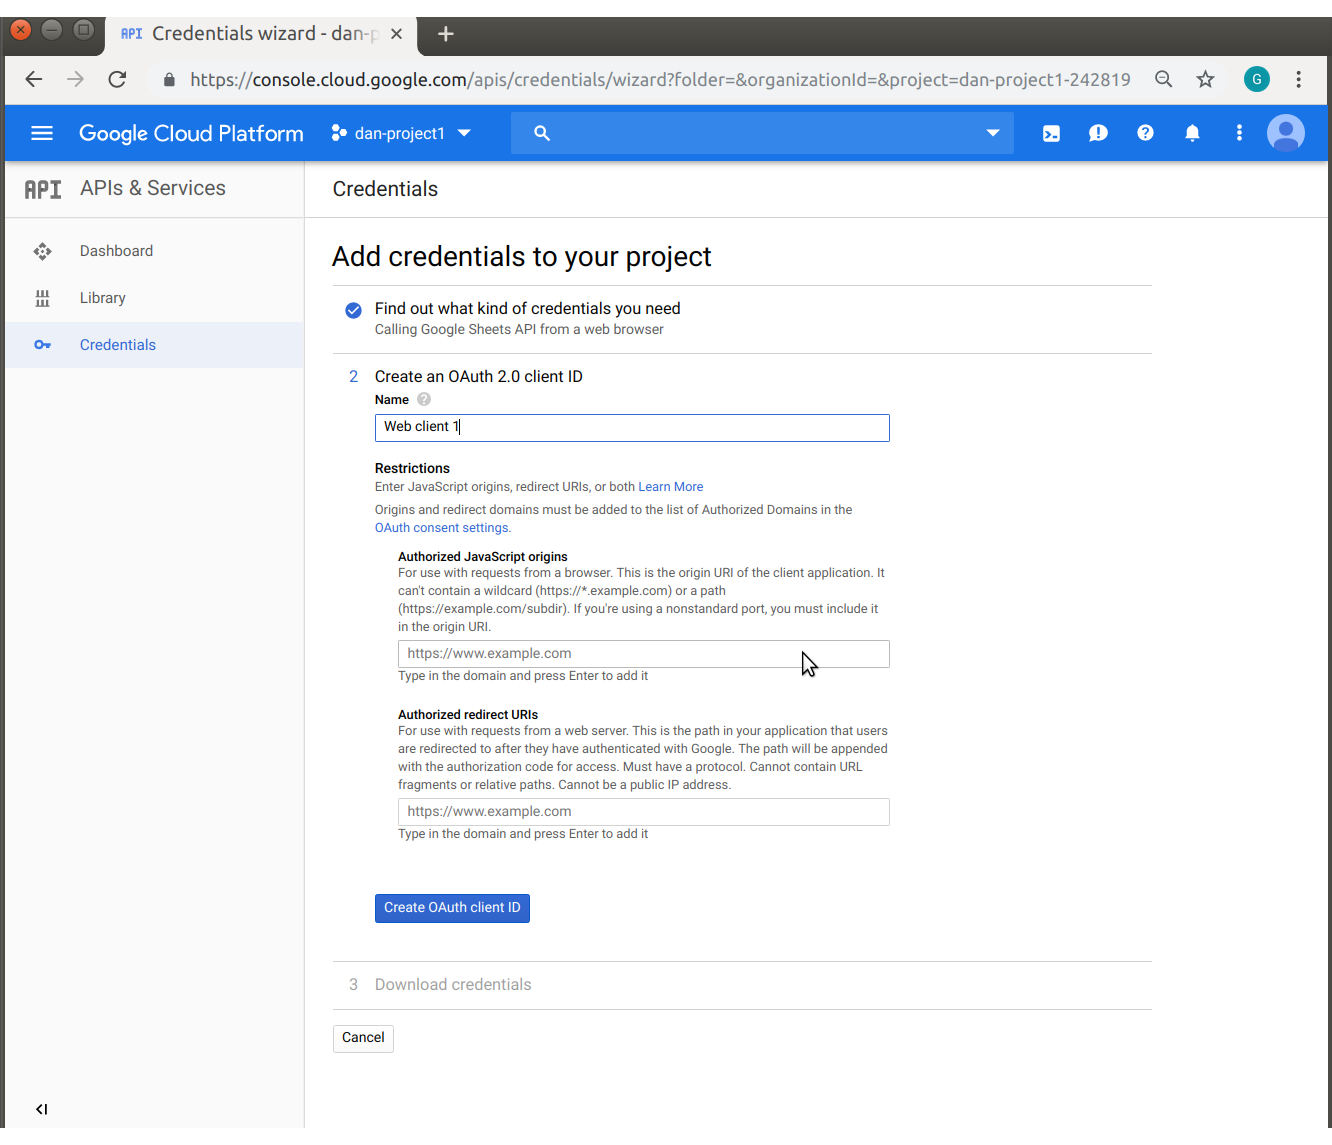 API Credentials wizard - dan-p
https://console.cloud.google.com/apis/credentials/wizard?folder=&organizationId=&project=dan-project1-242819
G
Google Cloud Platform
dan-project1
API APIs & Services
Credentials
Dashboard
Library
Credentials
Add credentials to your project
Find out what kind of credentials you need
Calling Google Sheets API from a web browser
2 Create an OAuth 2.0 client ID
Name ?
Web client 1
Restrictions
Enter JavaScript origins, redirect URIs, or both Learn More
Origins and redirect domains must be added to the list of Authorized Domains in the
OAuth consent settings.
Authorized JavaScript origins
For use with requests from a browser. This is the origin URI of the client application. It
can't contain a wildcard (https://*.example.com) or a path
(https://example.com/subdir). If you're using a nonstandard port, you must include it
in the origin URI.
https://www.example.com
Type in the domain and press Enter to add it
Authorized redirect URIs
For use with requests from a web server. This is the path in your application that users
are redirected to after they have authenticated with Google. The path will be appended
with the authorization code for access. Must have a protocol. Cannot contain URL
fragments or relative paths. Cannot be a public IP address.
https://www.example.com
Type in the domain and press Enter to add it
Create OAuth client ID
3 Download credentials
Cancel